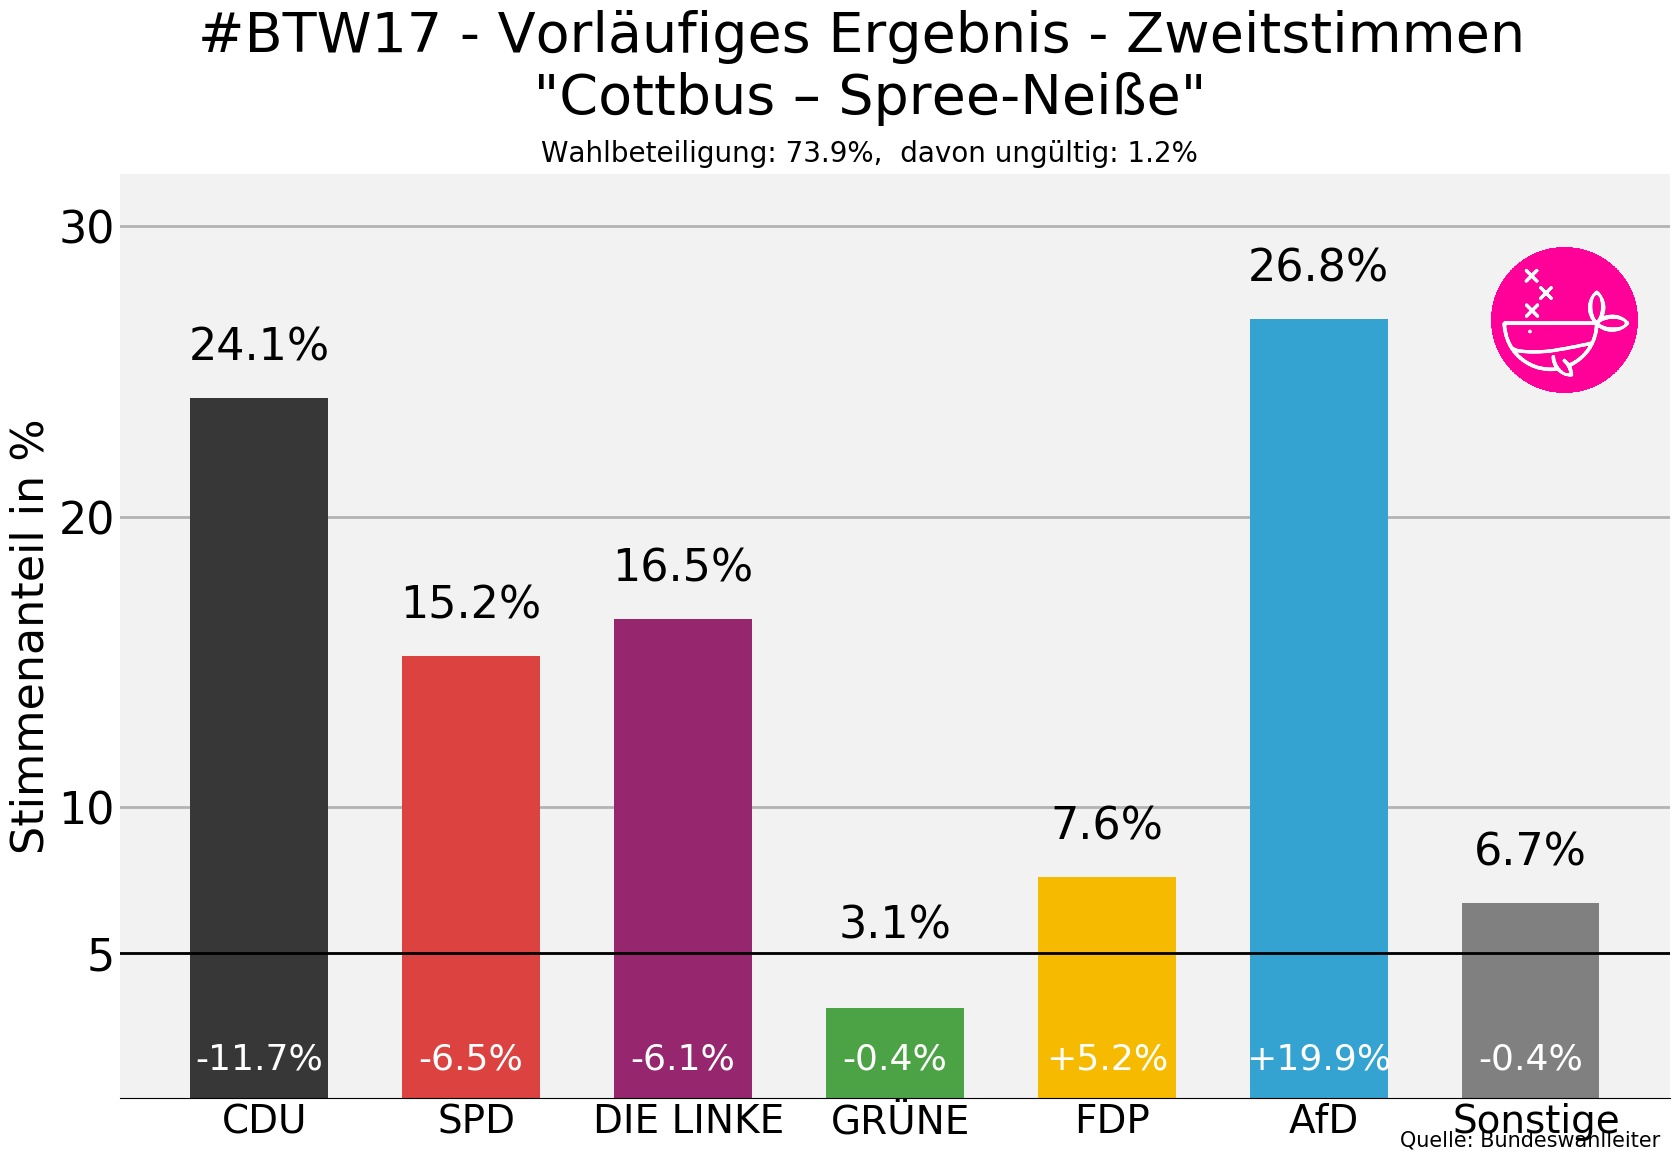 #BTW17 - Vorläufiges Ergebnis - Zweitstimmen
"Cottbus – Spree-Neiße"
Wahlbeteiligung: 73.9%,  davon ungültig: 1.2%
Stimmenanteil in %
30
20
10
5
24.1%
15.2%
16.5%
3.1%
7.6%
26.8%
6.7%
-11.7%
-6.5%
-6.1%
-0.4%
+5.2%
+19.9%
-0.4%
CDU
SPD
DIE LINKE
GRÜNE
FDP
AfD
Sonstige
Quelle: Bundeswahlleiter